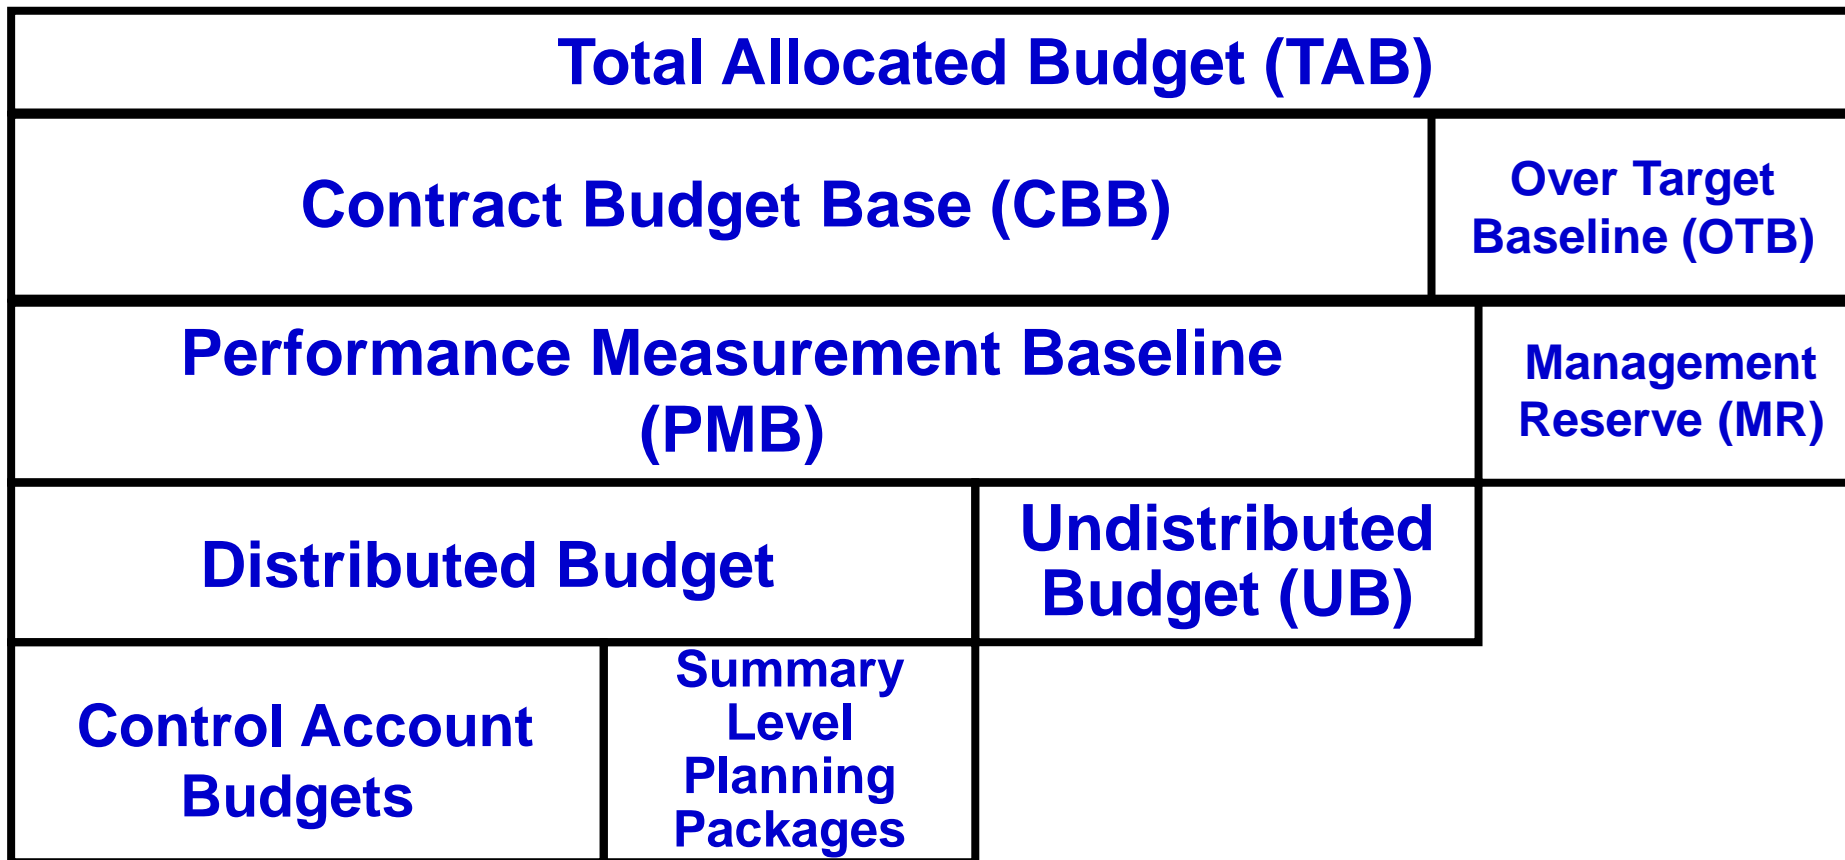 Total Allocated Budget (TAB)
Contract Budget Base (CBB)
Over Target
Baseline (OTB)
Performance Measurement Baseline
(PMB)
Management
Reserve (MR)
Distributed Budget
Undistributed
Budget (UB)
Control Account
Budgets
Summary
Level
Planning
Packages